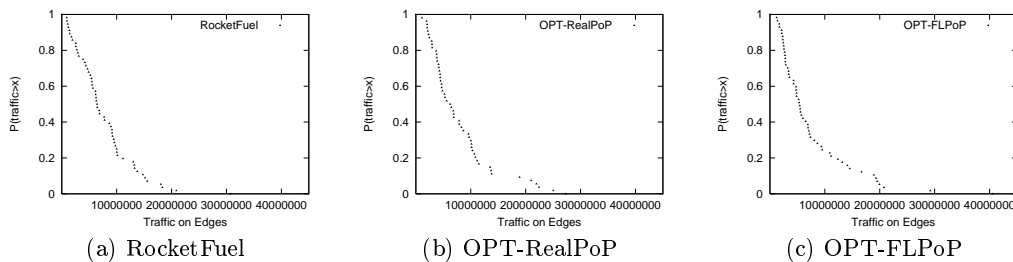 RocketFuel
P(traffic>x)
1
0.8
0.6
0.4
0.2
0
10000000 20000000 30000000 40000000
Traffic on Edges
(a) RocketFuel
OPT-RealPoP
P(traffic>x)
1
0.8
0.6
0.4
0.2
0
10000000 20000000 30000000 40000000
Traffic on Edges
(b) OPT-RealPoP
OPT-FLPoP
P(traffic>x)
1
0.8
0.6
0.4
0.2
0
10000000 20000000 30000000 40000000
Traffic on Edges
(c) OPT-FLPoP